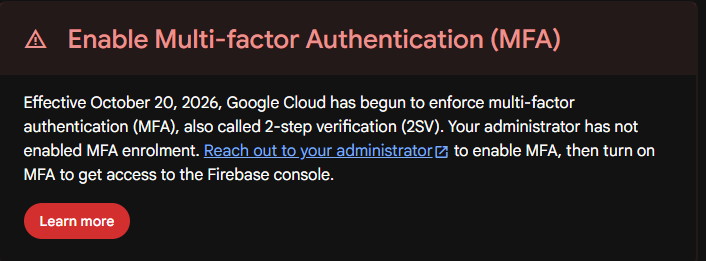 Enable Multi-factor Authentication (MFA)
Effective October 20, 2026, Google Cloud has begun to enforce multi-factor
authentication (MFA), also called 2-step verification (2SV). Your administrator has not
enabled MFA enrolment. Reach out to your administrator to enable MFA, then turn on
MFA to get access to the Firebase console.
Learn more